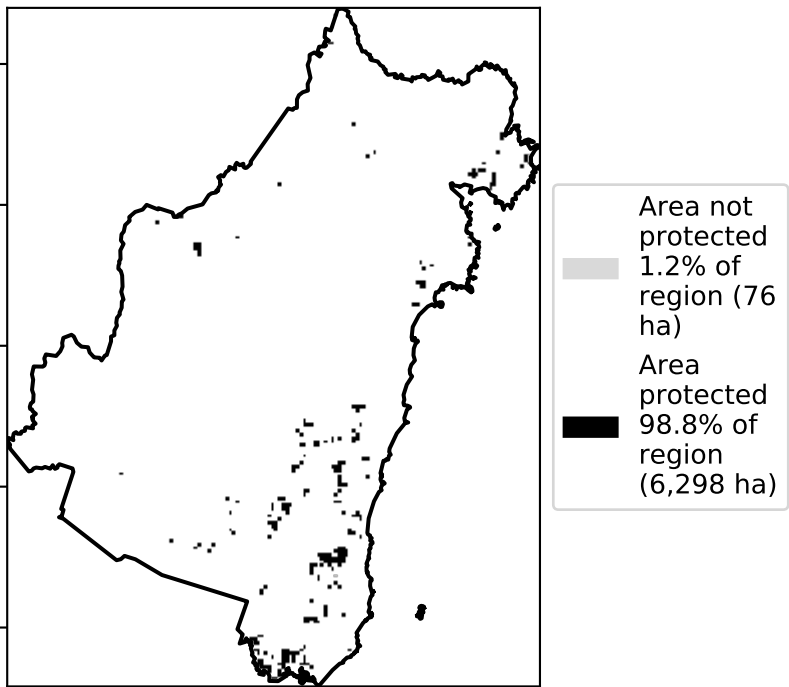 Area not
protected
1.2% of
region (76
ha)
Area
protected
98.8% of
region
(6,298 ha)